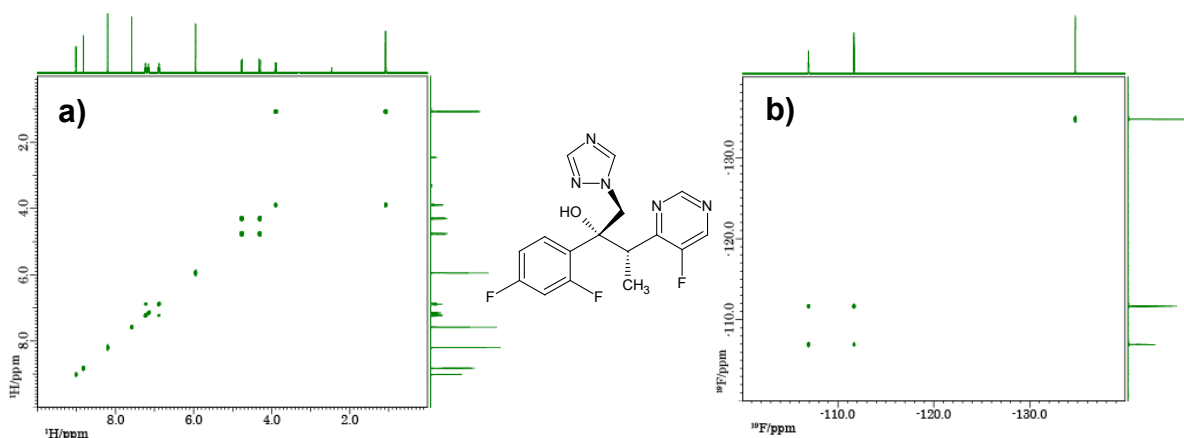 a)
2.0
4.0
6.0
8.0
¹H/ppm
8.0 6.0 4.0 2.0
¹H/ppm
N
N
N
HO
N
N
F
F
CH₃
F
b)
-130.0
-120.0
-110.0
¹⁹F/ppm
-110.0 -120.0 -130.0
¹⁹F/ppm